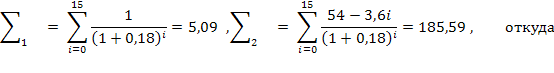 ∑₁ = ∑_{i=0}^{15} 1/(1+0,18)^i = 5,09 , ∑₂ = ∑_{i=0}^{15} (54−3,6i)/(1+0,18)^i = 185,59 , откуда